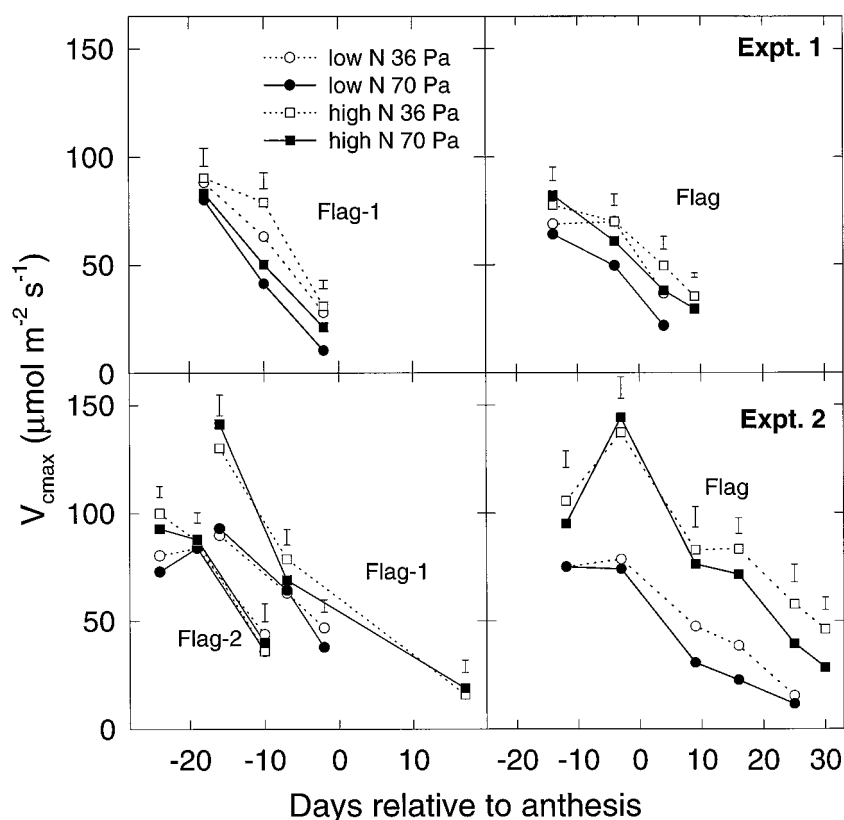 150
100
50
0
low N 36 Pa
low N 70 Pa
high N 36 Pa
high N 70 Pa
Flag-1
Expt. 1
Flag
150
100
50
0
Flag-2
Flag-1
Expt. 2
Flag
V_cmax (μmol m⁻² s⁻¹)
-20 -10 0 10 -20 -10 0 10 20 30
Days relative to anthesis